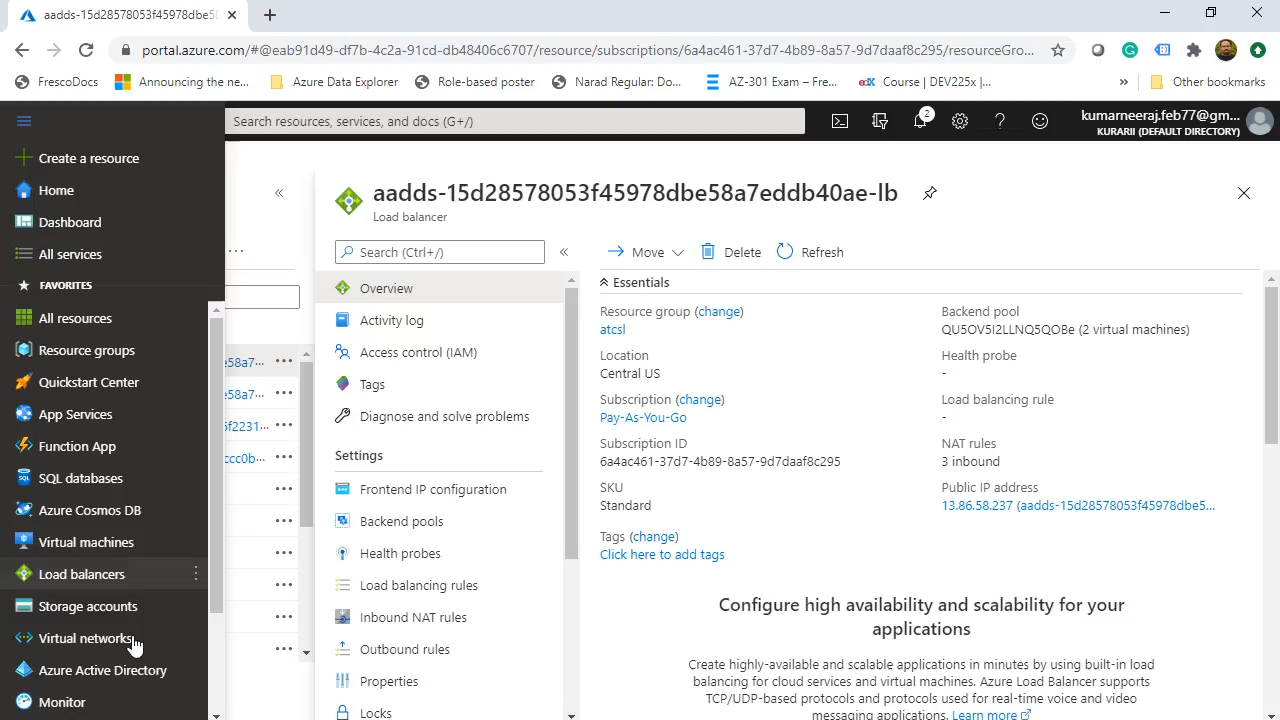 aadds-15d28578053f45978dbe58
portal.azure.com/#@eab91d49-df7b-4c2a-91cd-db48406c6707/resource/subscriptions/6a4ac461-37d7-4b89-8a57-9d7daaf8c295/resourceGro...
FrescoDocs
Announcing the ne...
Azure Data Explorer
Role-based poster
Narad Regular: Do...
AZ-301 Exam – Fre...
edX Course | DEV225x |...
»
Other bookmarks
Search resources, services, and docs (G+/)
2
kumarneeraj.feb77@gm...
KURARII (DEFAULT DIRECTORY)
Create a resource
Home
Dashboard
All services
FAVORITES
All resources
Resource groups
Quickstart Center
App Services
Function App
SQL databases
Azure Cosmos DB
Virtual machines
Load balancers
Storage accounts
Virtual networks
Azure Active Directory
Monitor
«
...
e58a7... ...
e58a7... ...
6f2231... ...
ccc0b... ...
aadds-15d28578053f45978dbe58a7eddb40ae-lb
Load balancer
Search (Ctrl+/)
«
Overview
Activity log
Access control (IAM)
Tags
Diagnose and solve problems
Settings
Frontend IP configuration
Backend pools
Health probes
Load balancing rules
Inbound NAT rules
Outbound rules
Properties
Locks
Move
Delete
Refresh
Essentials
Resource group (change)
atcsl
Location
Central US
Subscription (change)
Pay-As-You-Go
Subscription ID
6a4ac461-37d7-4b89-8a57-9d7daaf8c295
SKU
Standard
Tags (change)
Click here to add tags
Backend pool
QU5OV5I2LLNQ5QOBe (2 virtual machines)
Health probe
-
Load balancing rule
-
NAT rules
3 inbound
Public IP address
13.86.58.237 (aadds-15d28578053f45978dbe5...
Configure high availability and scalability for your
applications
Create highly-available and scalable applications in minutes by using built-in load
balancing for cloud services and virtual machines. Azure Load Balancer supports
TCP/UDP-based protocols and protocols used for real-time voice and video
messaging applications. Learn more